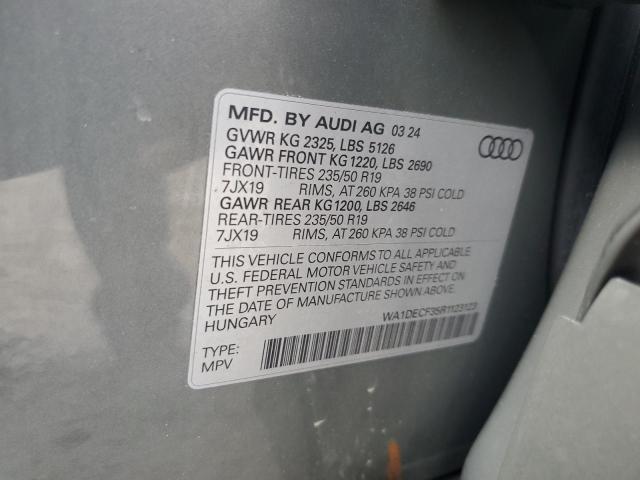 MFD. BY AUDI AG 03 24
GVWR KG 2325, LBS 5126
GAWR FRONT KG 1220, LBS 2690
FRONT-TIRES 235/50 R19
7JX19 RIMS, AT 260 KPA 38 PSI COLD
GAWR REAR KG1200, LBS 2646
REAR-TIRES 235/50 R19
7JX19 RIMS, AT 260 KPA 38 PSI COLD
THIS VEHICLE CONFORMS TO ALL APPLICABLE
U.S. FEDERAL MOTOR VEHICLE SAFETY AND
THEFT PREVENTION STANDARDS IN EFFECT ON
THE DATE OF MANUFACTURE SHOWN ABOVE.
HUNGARY WA1DECF3SR1123123
TYPE:
MPV